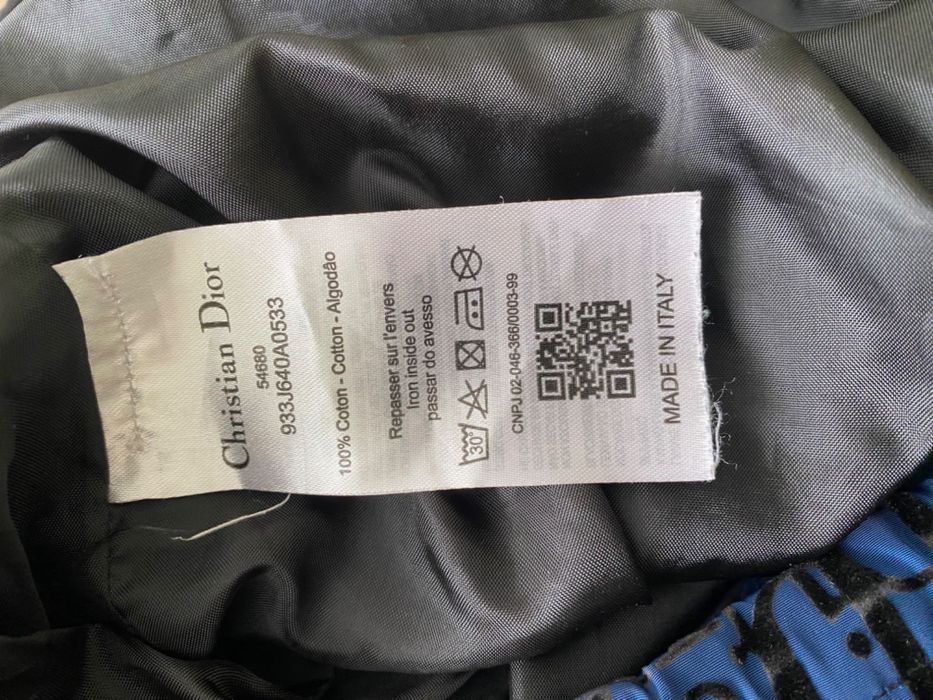 Christian Dior
54680
933J640A0533
100% Coton - Cotton - Algodão
Repasser sur l'envers
Iron inside out
passar do avesso
30°
CNPJ 02-046-366/0003-99
MADE IN ITALY